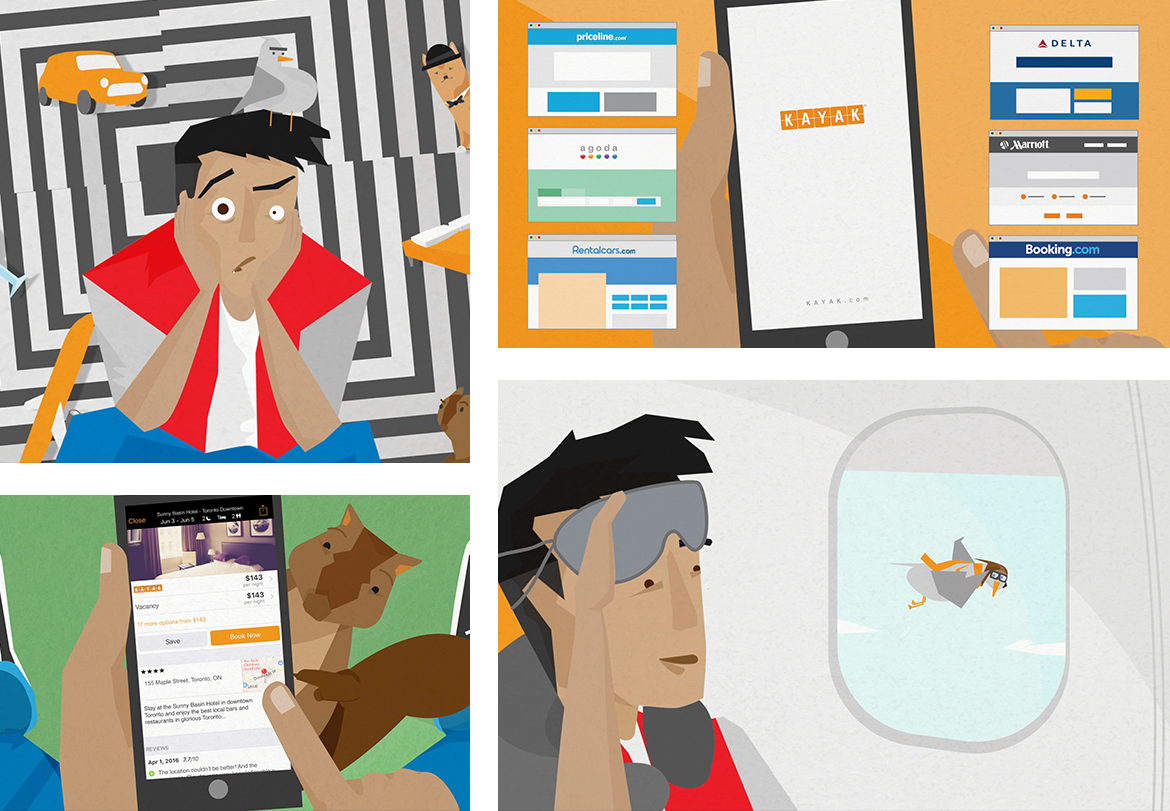 priceline.com
agoda
Rentalcars.com
KAYAK
KAYAK.com
DELTA
Marriott
Booking.com
Close
Sunny Basin Hotel - Toronto Downtown
Jun 3 - Jun 5 2 1 2
KAYAK
$143
per night
Vacancy
$143
per night
17 more options from $143
Save
Book Now
★★★★
155 Maple Street, Toronto, ON
Stay at the Sunny Basin Hotel in downtown
Toronto and enjoy the best local bars and
restaurants in glorious Toronto...
REVIEWS
Apr 1, 2016 7.7/10
The location couldn't be better! And the